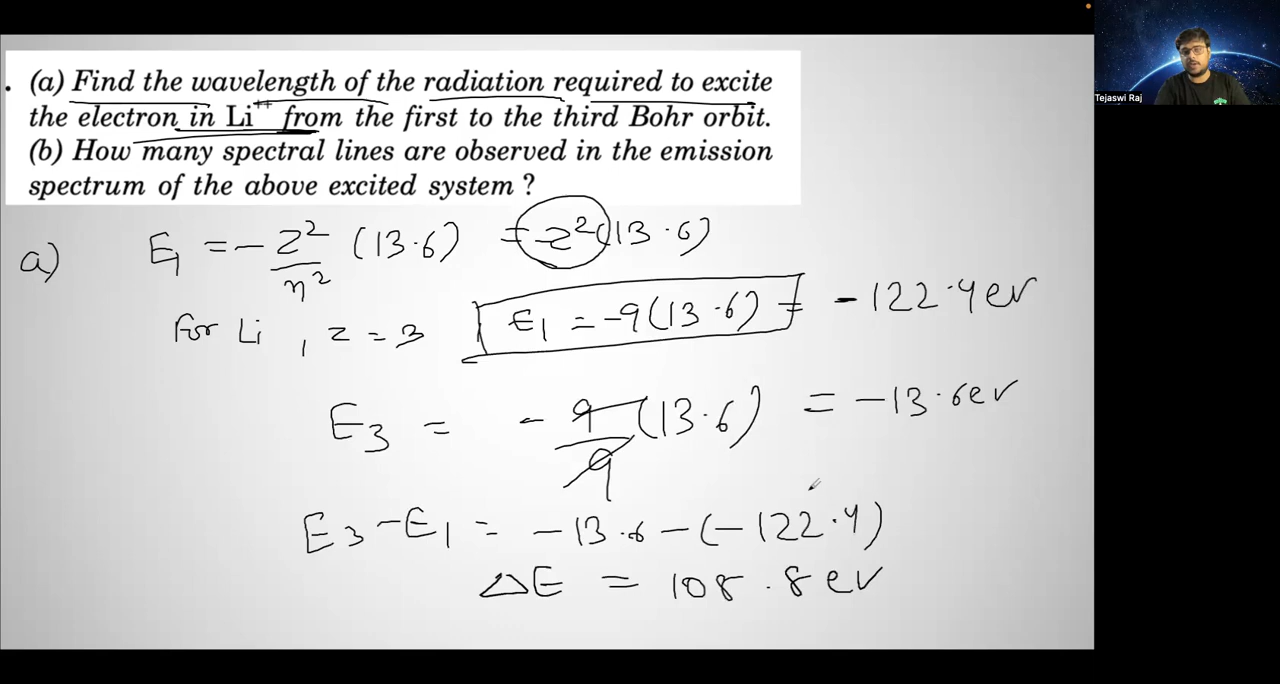 . (a) Find the wavelength of the radiation required to excite
the electron in Li⁺⁺ from the first to the third Bohr orbit.
(b) How many spectral lines are observed in the emission
spectrum of the above excited system ?
Tejaswi Raj
a) E₁ = - Z²/n² (13.6) = -Z²(13.6)
For Li, Z = 3 E₁ = -9(13.6) = -122.4 ev
E₃ = -9/9 (13.6) = -13.6 ev
E₃ - E₁ = -13.6 - (-122.4)
ΔE = 108.8 ev